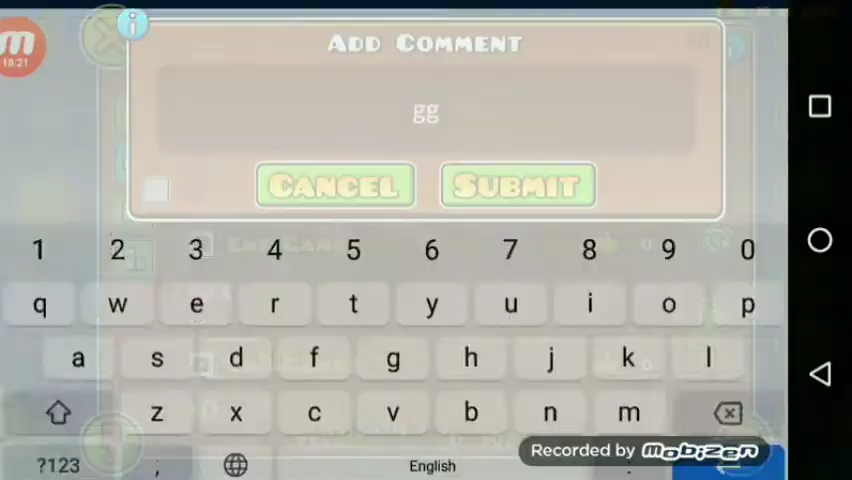 M
18:21
i
Add Comment
gg
Cancel
Submit
1 2 3 4 5 6 7 8 9 0
q w e r t y u i o p
a s d f g h j k l
z x c v b n m
?123 ; English :
Recorded by mobizen